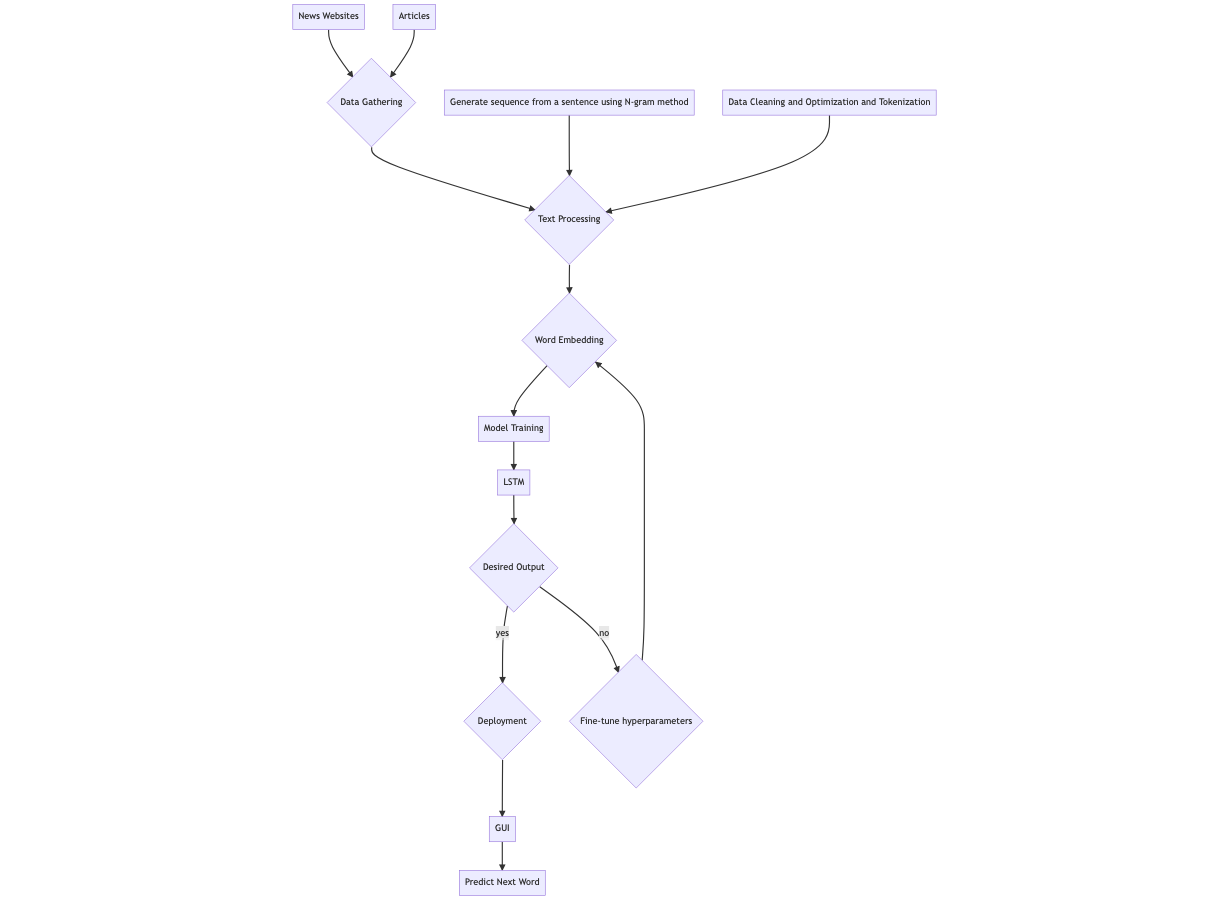 News Websites
Articles
Data Gathering
Generate sequence from a sentence using N-gram method
Data Cleaning and Optimization and Tokenization
Text Processing
Word Embedding
Model Training
LSTM
Desired Output
yes
no
Deployment
Fine-tune hyperparameters
GUI
Predict Next Word